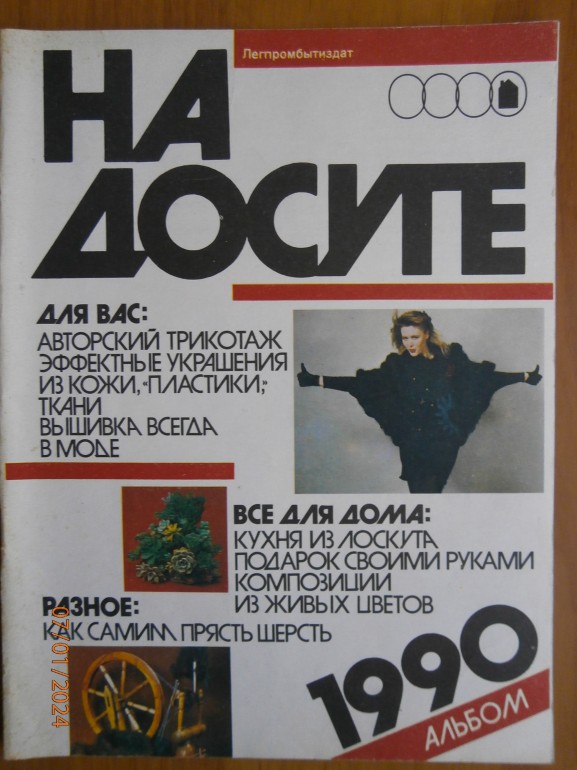 Легпромбытиздат
НА
ДОСУГЕ
ДЛЯ ВАС:
АВТОРСКИЙ ТРИКОТАЖ
ЭФФЕКТНЫЕ УКРАШЕНИЯ
ИЗ КОЖИ, „ПЛАСТИКИ,"
ТКАНИ
ВЫШИВКА ВСЕГДА
В МОДЕ
ВСЕ ДЛЯ ДОМА:
КУХНЯ ИЗ ЛОСКУТА
ПОДАРОК СВОИМИ РУКАМИ
КОМПОЗИЦИИ
ИЗ ЖИВЫХ ЦВЕТОВ
РАЗНОЕ:
КАК САМИМ ПРЯСТЬ ШЕРСТЬ
1990
АЛЬБОМ
07/01/2024